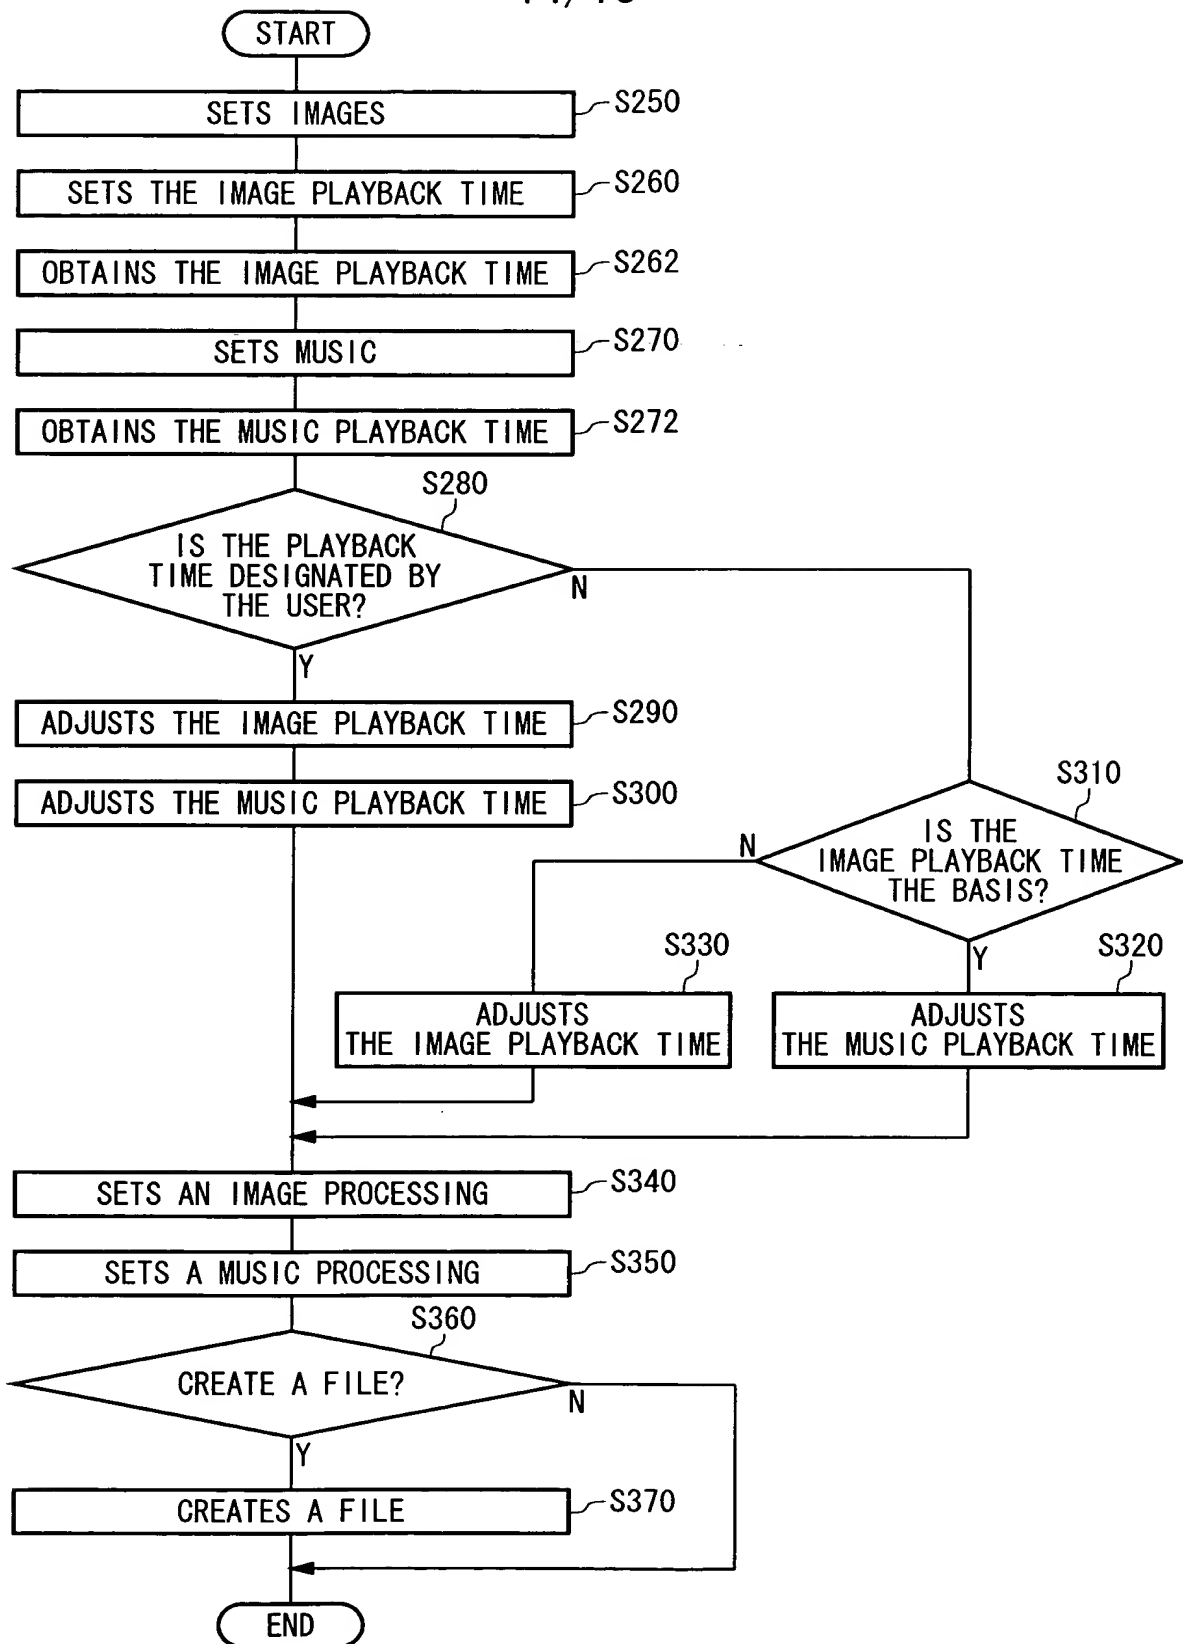 START
SETS IMAGES
S250
SETS THE IMAGE PLAYBACK TIME
S260
OBTAINS THE IMAGE PLAYBACK TIME
S262
SETS MUSIC
S270
OBTAINS THE MUSIC PLAYBACK TIME
S272
S280
IS THE PLAYBACK
TIME DESIGNATED BY
THE USER?
N
Y
ADJUSTS THE IMAGE PLAYBACK TIME
S290
ADJUSTS THE MUSIC PLAYBACK TIME
S300
S310
IS THE
IMAGE PLAYBACK TIME
THE BASIS?
N
Y
S330
ADJUSTS
THE IMAGE PLAYBACK TIME
S320
ADJUSTS
THE MUSIC PLAYBACK TIME
SETS AN IMAGE PROCESSING
S340
SETS A MUSIC PROCESSING
S350
S360
CREATE A FILE?
N
Y
CREATES A FILE
S370
END